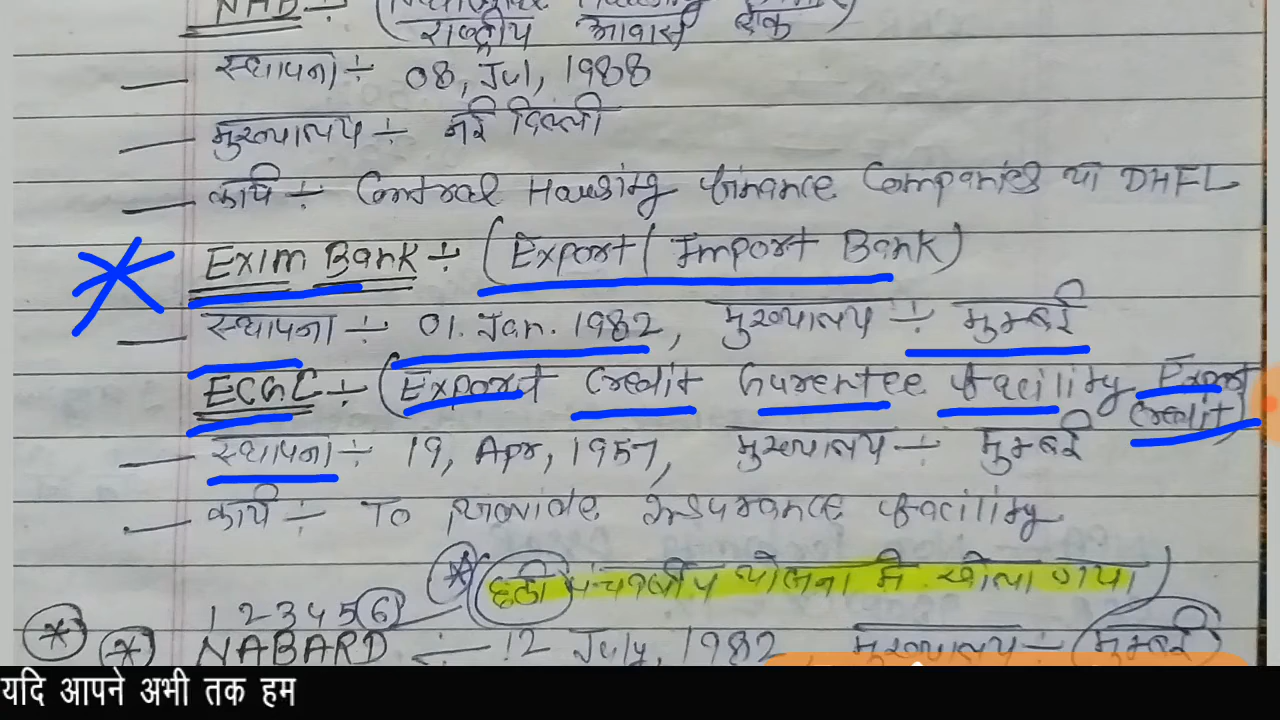 NHB ÷
राष्ट्रीय आवास बैंक
— स्थापना ÷ 08, Jul, 1988
— मुख्यालय ÷ नई दिल्ली
— कार्य ÷ Control Housing finance Companies या DHFL
Exim Bank ÷ (Export/Import Bank)
— स्थापना ÷ 01. Jan. 1982, मुख्यालय ÷ मुम्बई
ECGC ÷ (Export Credit Gurentee facility Export Credit)
— स्थापना ÷ 19, Apr, 1957, मुख्यालय ÷ मुम्बई
— कार्य ÷ To provide Insurance facility
(छठी पंचवर्षीय योजना में खोला गया)
1 2 3 4 5 6
NABARD ÷ 12 July, 1982, मुख्यालय ÷ (मुम्बई)
यदि आपने अभी तक हम